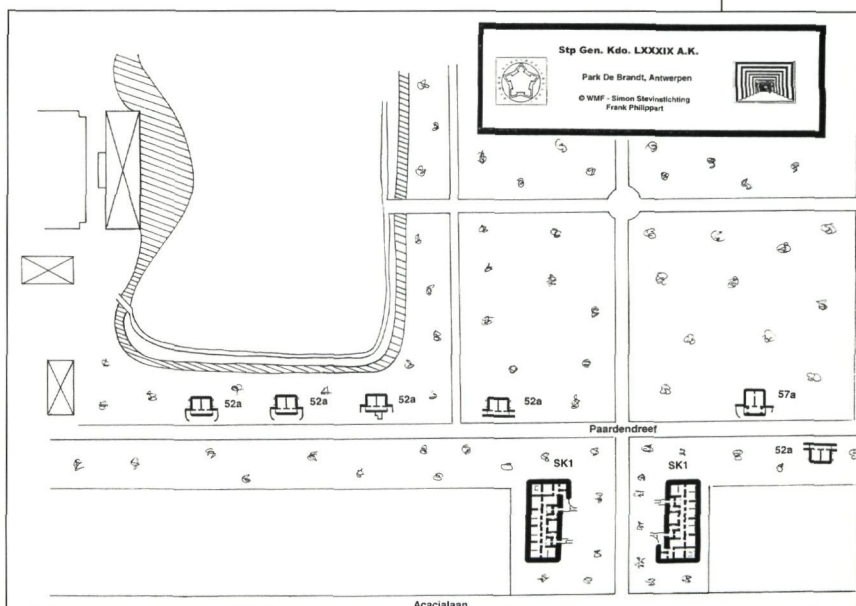 Stp Gen. Kdo. LXXXIX A.K.
Park De Brandt, Antwerpen
© WMF - Simon Stevinstichting
Frank Philippart
52a
52a
52a
52a
57a
Paardendreef
52a
SK1
SK1
Acacialaan